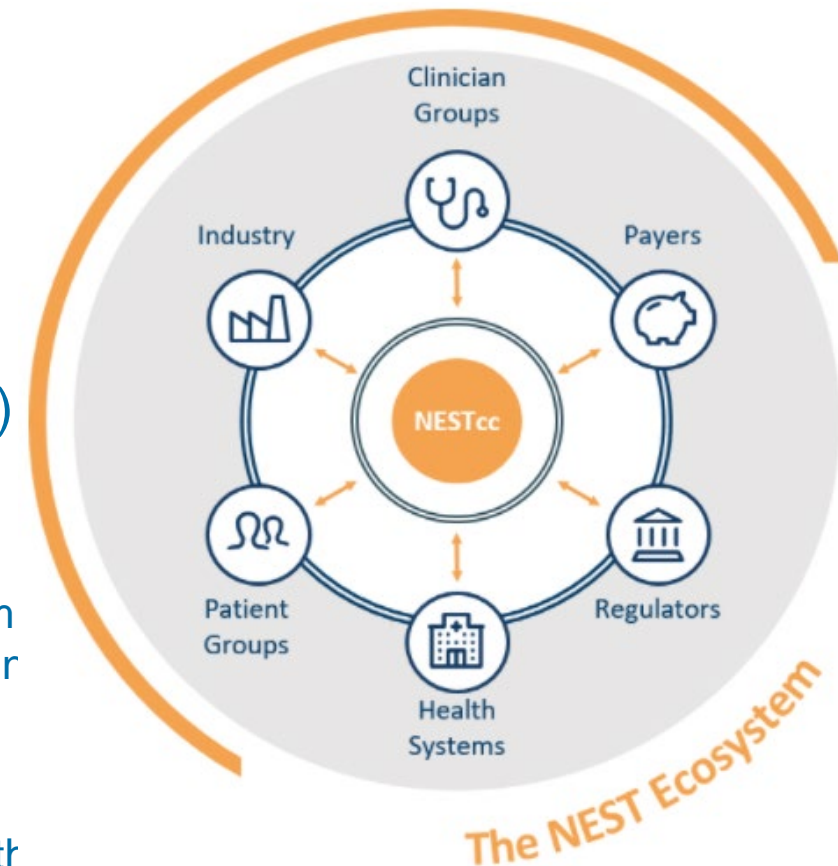 Clinician
Groups
Industry
Payers
NESTcc
)
Patient
Groups
Regulators
Health
Systems
The NEST Ecosystem